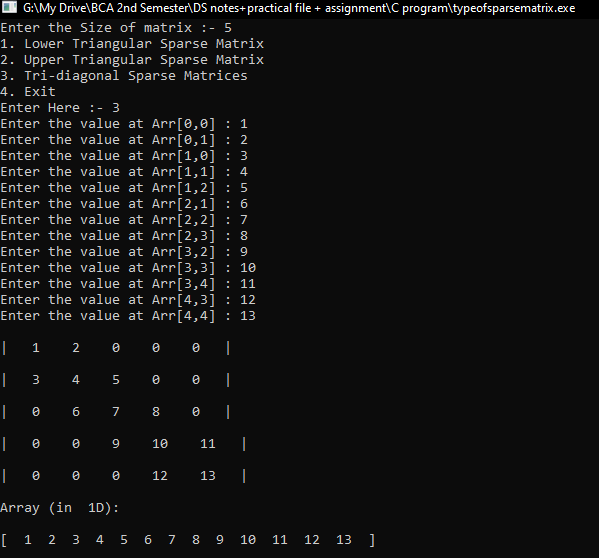 G:\My Drive\BCA 2nd Semester\DS notes+practical file + assignment\C program\typeofsparsematrix.exe
Enter the Size of matrix :- 5
1. Lower Triangular Sparse Matrix
2. Upper Triangular Sparse Matrix
3. Tri-diagonal Sparse Matrices
4. Exit
Enter Here :- 3
Enter the value at Arr[0,0] : 1
Enter the value at Arr[0,1] : 2
Enter the value at Arr[1,0] : 3
Enter the value at Arr[1,1] : 4
Enter the value at Arr[1,2] : 5
Enter the value at Arr[2,1] : 6
Enter the value at Arr[2,2] : 7
Enter the value at Arr[2,3] : 8
Enter the value at Arr[3,2] : 9
Enter the value at Arr[3,3] : 10
Enter the value at Arr[3,4] : 11
Enter the value at Arr[4,3] : 12
Enter the value at Arr[4,4] : 13
|   1    2    0    0    0   |
|   3    4    5    0    0   |
|   0    6    7    8    0   |
|   0    0    9    10    11   |
|   0    0    0    12    13   |
Array (in  1D):
[  1  2  3  4  5  6  7  8  9  10  11  12  13  ]